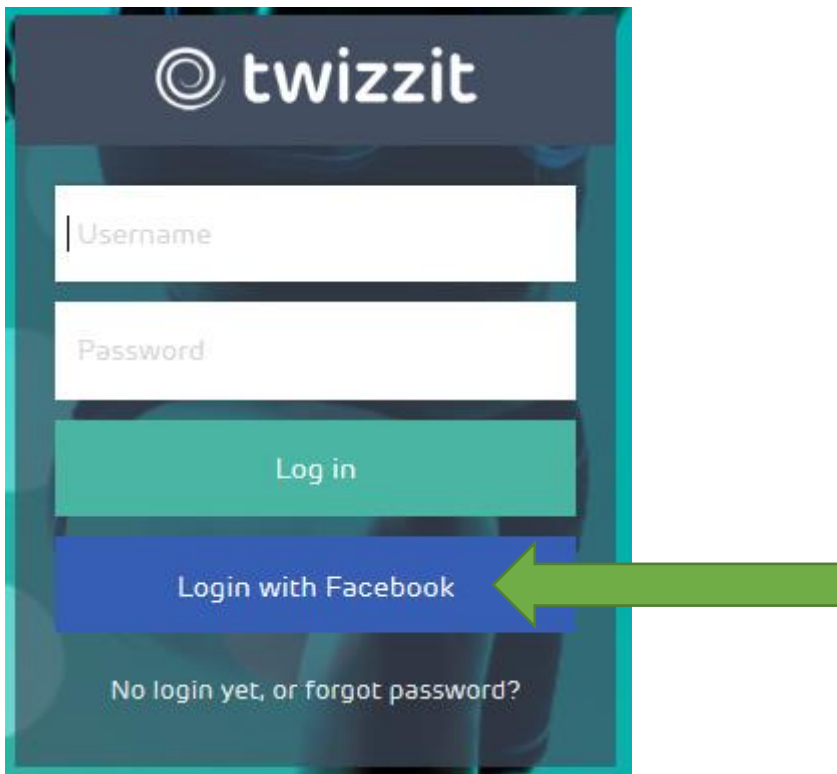 twizzit
Username
Password
Log in
Login with Facebook
No login yet, or forgot password?